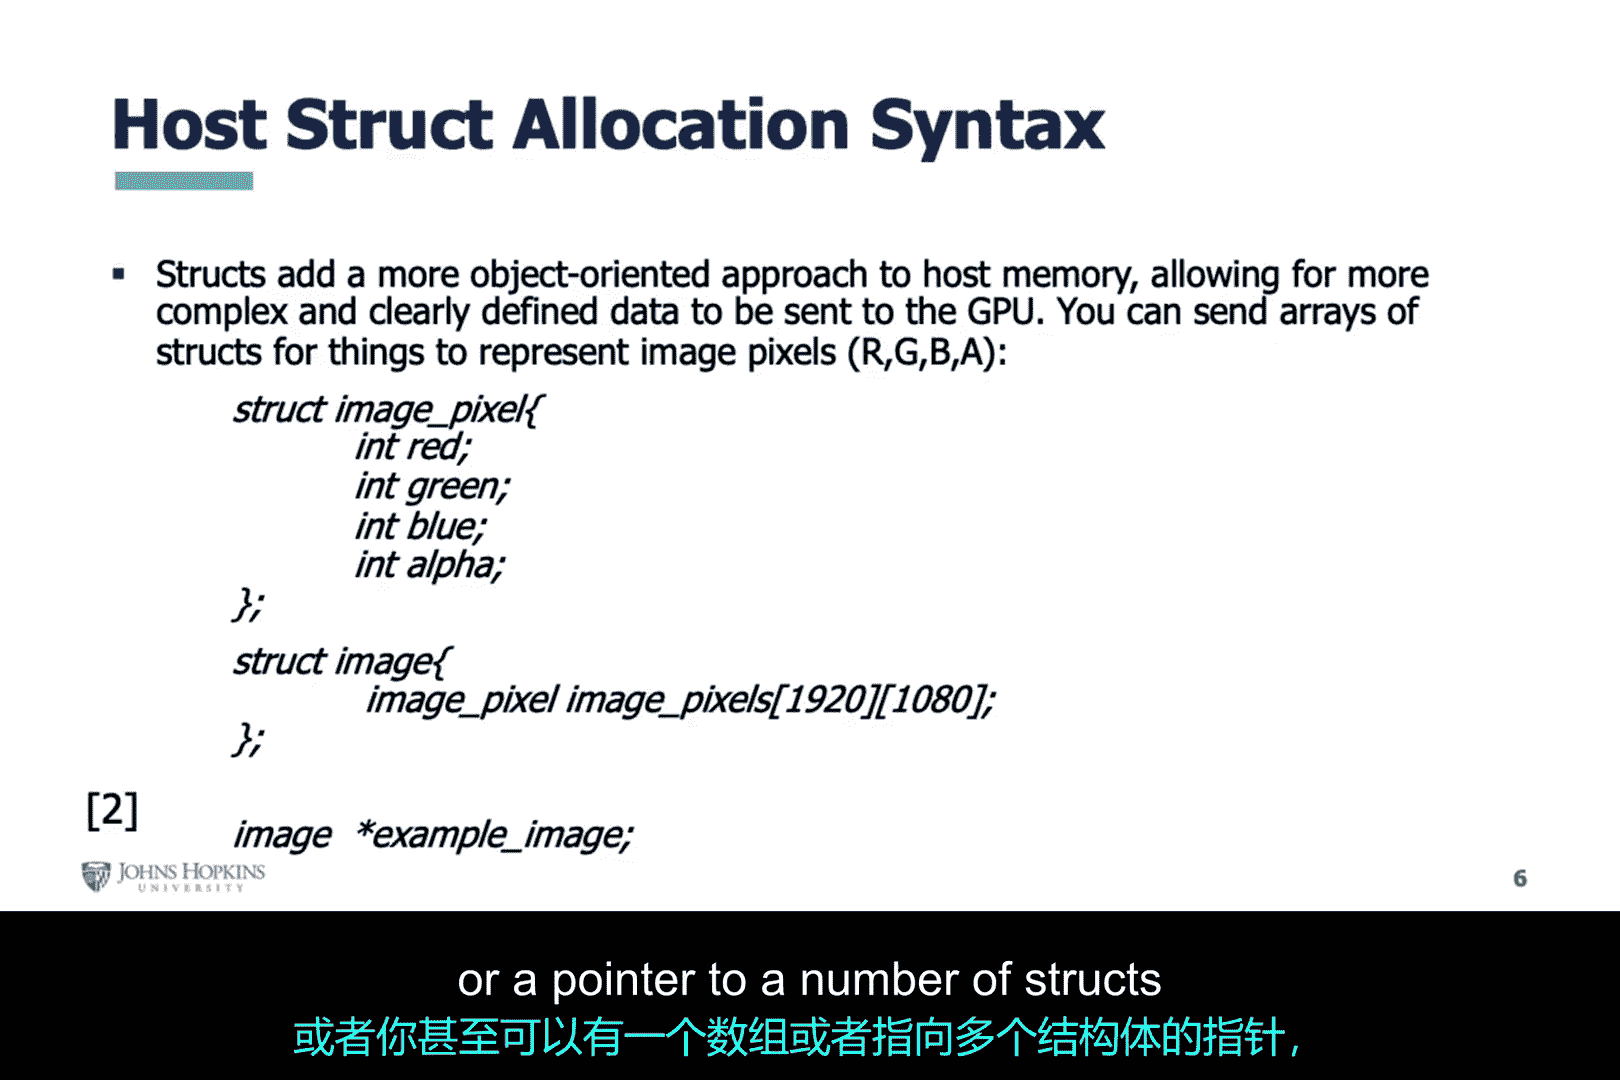 Host Struct Allocation Syntax
▪ Structs add a more object-oriented approach to host memory, allowing for more
complex and clearly defined data to be sent to the GPU. You can send arrays of
structs for things to represent image pixels (R,G,B,A):
struct image_pixel{
int red;
int green;
int blue;
int alpha;
};
struct image{
image_pixel image_pixels[1920][1080];
};
[2]
image *example_image;
JOHNS HOPKINS
UNIVERSITY
6
or a pointer to a number of structs
或者你甚至可以有一个数组或者指向多个结构体的指针，